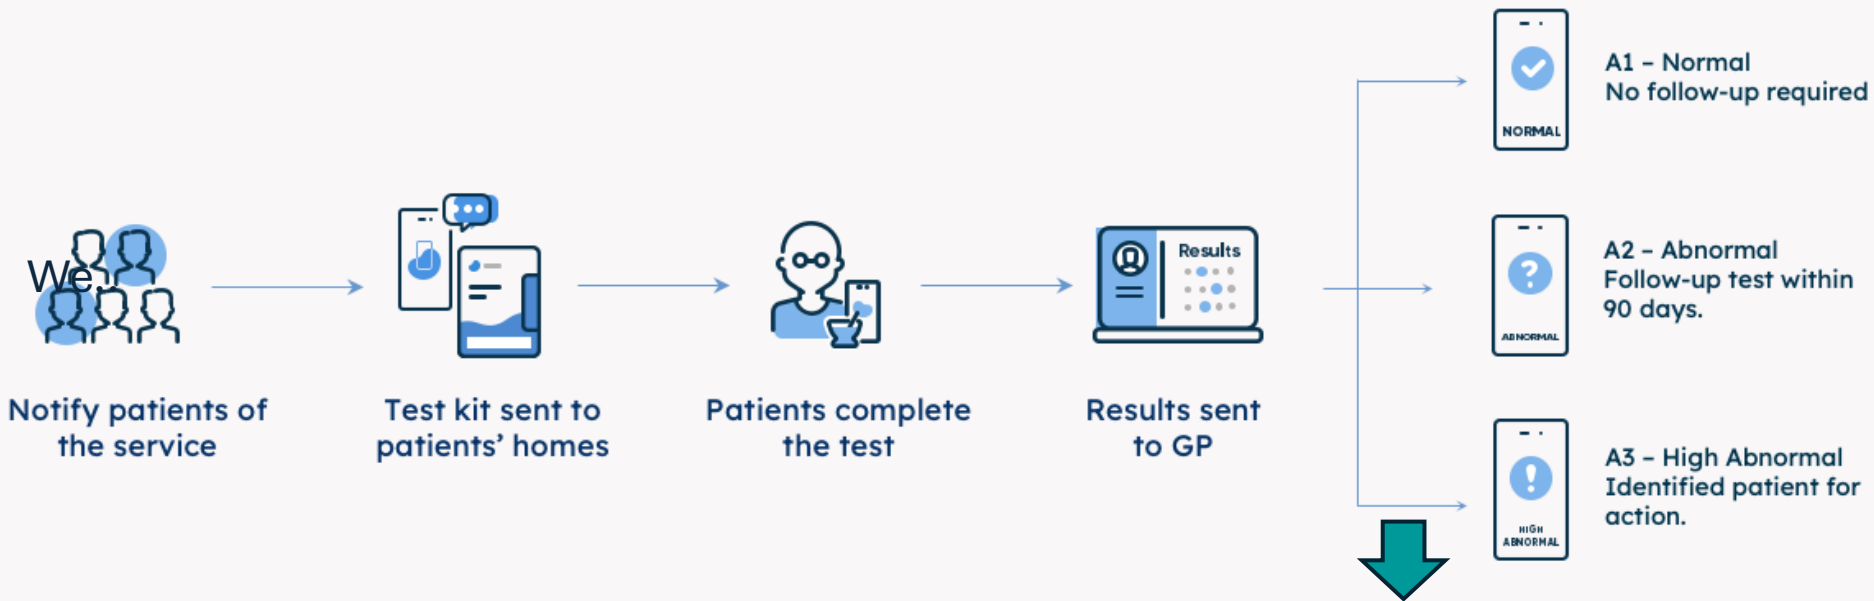 We..
Notify patients of
the service
Test kit sent to
patients’ homes
Patients complete
the test
Results
Results sent
to GP
NORMAL
A1 – Normal
No follow-up required
ABNORMAL
A2 – Abnormal
Follow-up test within
90 days.
HIGH
ABNORMAL
A3 – High Abnormal
Identified patient for
action.